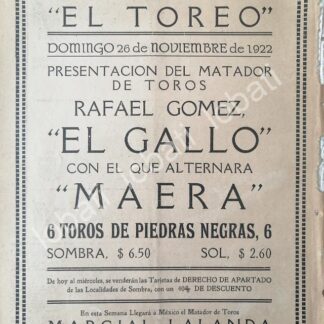 "EL TOREO"
DOMINGO 26 de NOVIEMBRE de 1922
PRESENTACION DEL MATADOR
DE TOROS
RAFAEL GOMEZ,
"EL GALLO"
CON EL QUE ALTERNARA
"MAERA"
6 TOROS DE PIEDRAS NEGRAS, 6
SOMBRA, $ 6.50 SOL, $ 2.60
De hoy al miércoles, se venderán las Tarjetas de DERECHO DE APARTADO
de las Localidades de Sombra, con un DESCUENTO
En esta Semana Llegará a México el Matador de Toros
MARCIAL LALANDA